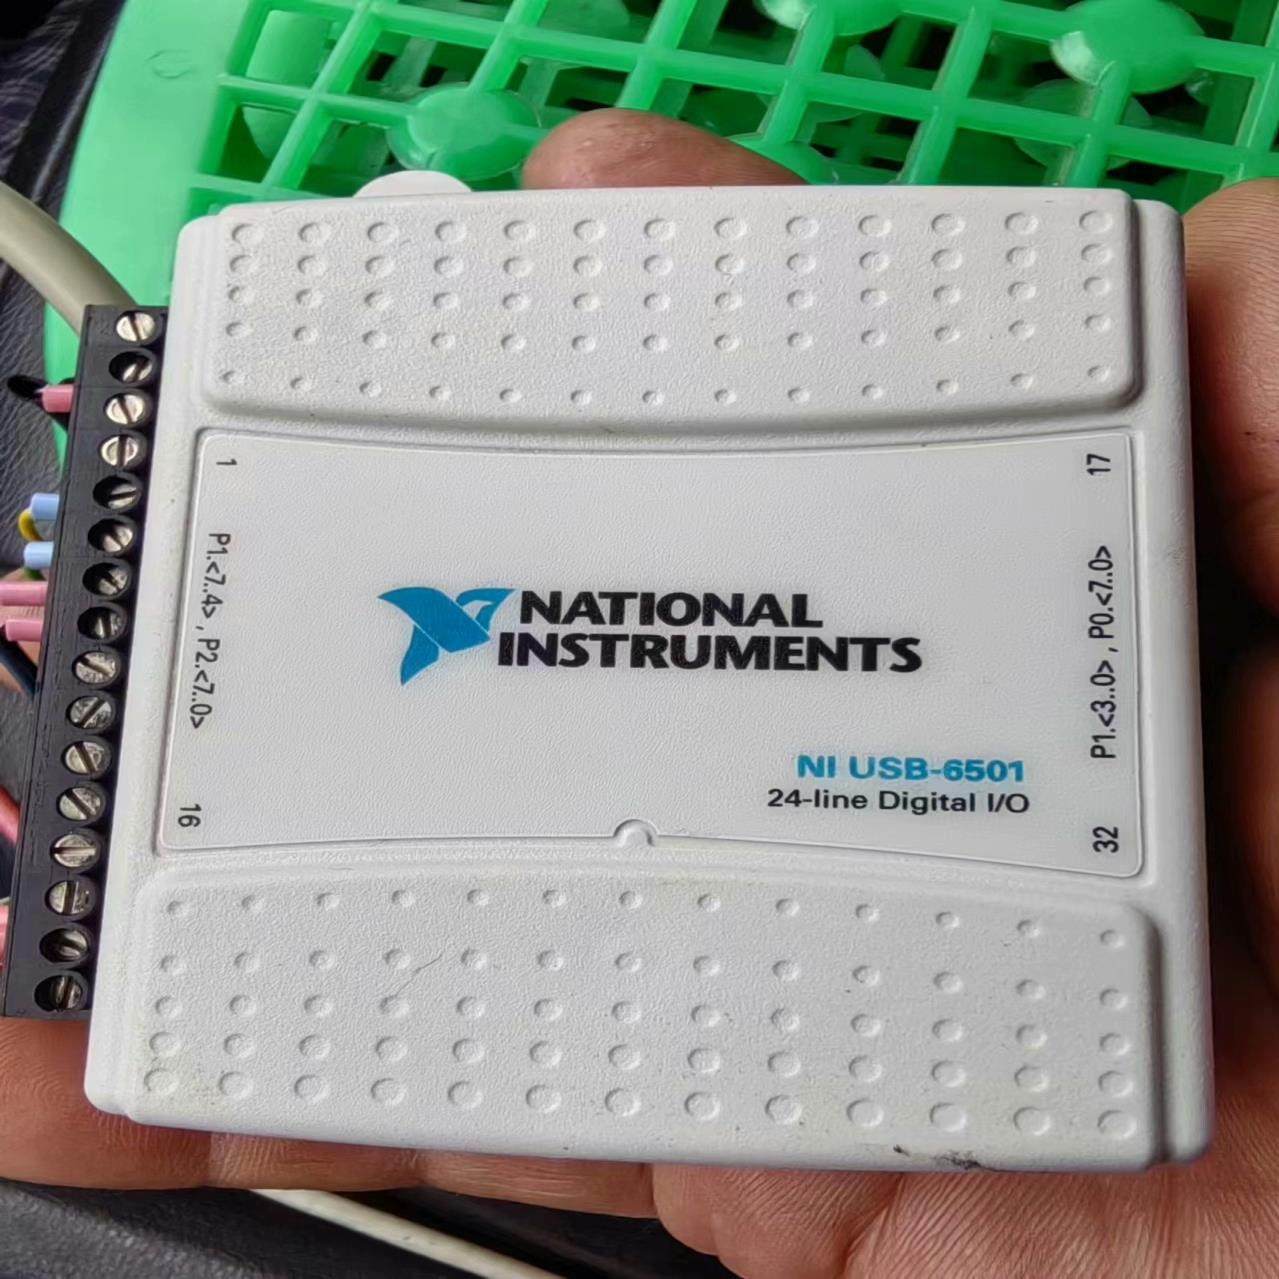 1
P1.<7..4> , P2.<7..0>
16
NATIONAL
INSTRUMENTS
NI USB-6501
24-line Digital I/O
17
P1.<3..0> , P0.<7..0>
32